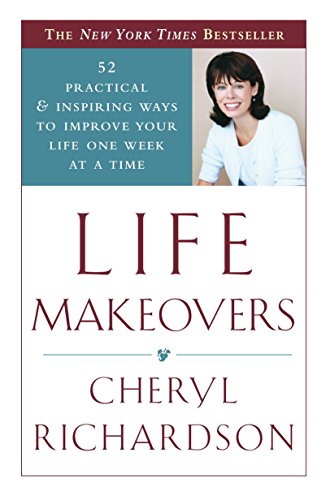 THE NEW YORK TIMES BESTSELLER
52
PRACTICAL
& INSPIRING WAYS
TO IMPROVE YOUR
LIFE ONE WEEK
AT A TIME
LIFE
MAKEOVERS
CHERYL
RICHARDSON